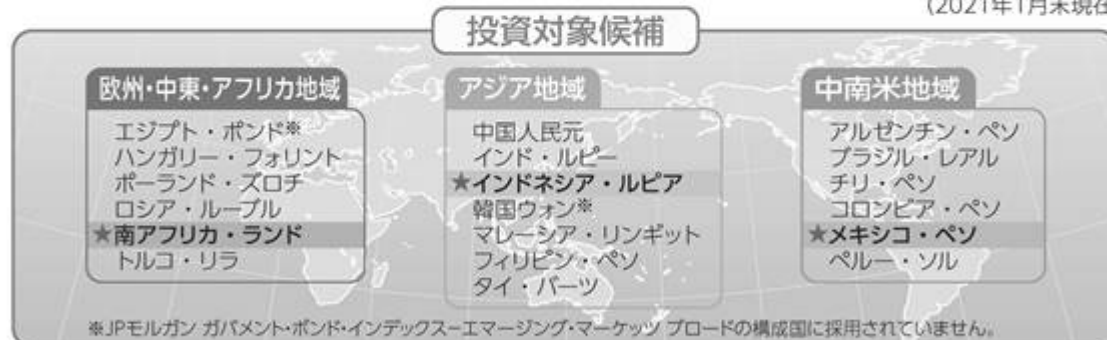 (2021年1月末現在
投資対象候補
欧州・中東・アフリカ地域
エジプト・ポンド※
ハンガリー・フォリント
ポーランド・ズロチ
ロシア・ルーブル
★南アフリカ・ランド
トルコ・リラ
アジア地域
中国人民元
インド・ルピー
★インドネシア・ルピア
韓国ウォン※
マレーシア・リンギット
フィリピン・ペソ
タイ・バーツ
中南米地域
アルゼンチン・ペソ
ブラジル・レアル
チリ・ペソ
コロンビア・ペソ
★メキシコ・ペソ
ペルー・ソル
※JPモルガン ガバメント・ボンド・インデックスーエマージング・マーケッツ ブロードの構成国に採用されていません。